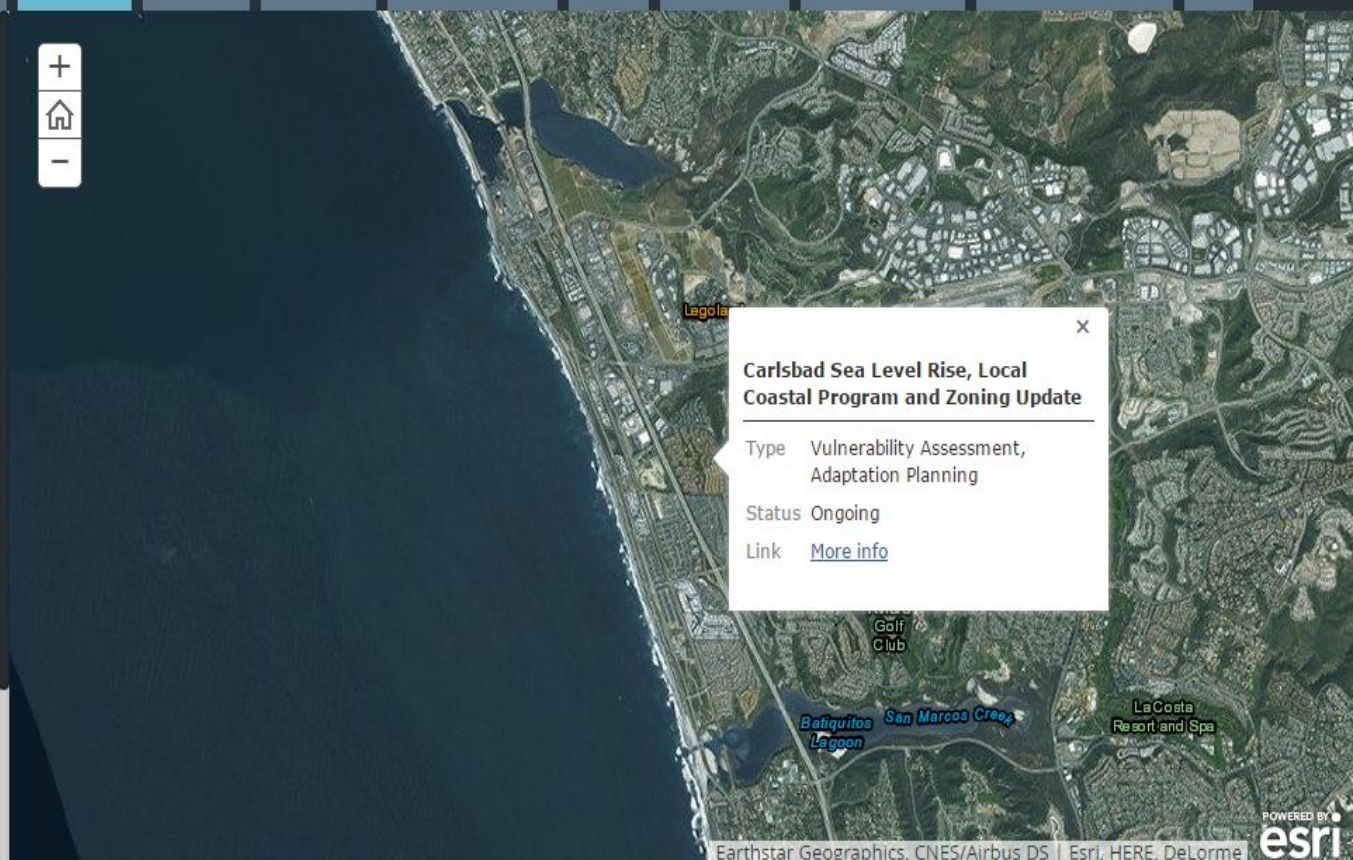 +
−
Legola
×
Carlsbad Sea Level Rise, Local
Coastal Program and Zoning Update
Type Vulnerability Assessment,
Adaptation Planning
Status Ongoing
Link More info
Golf
Club
Batiquitos
Lagoon
San Marcos Creek
La Costa
Resort and Spa
POWERED BY
esri
Earthstar Geographics, CNES/Airbus DS | Esri, HERE, DeLorme